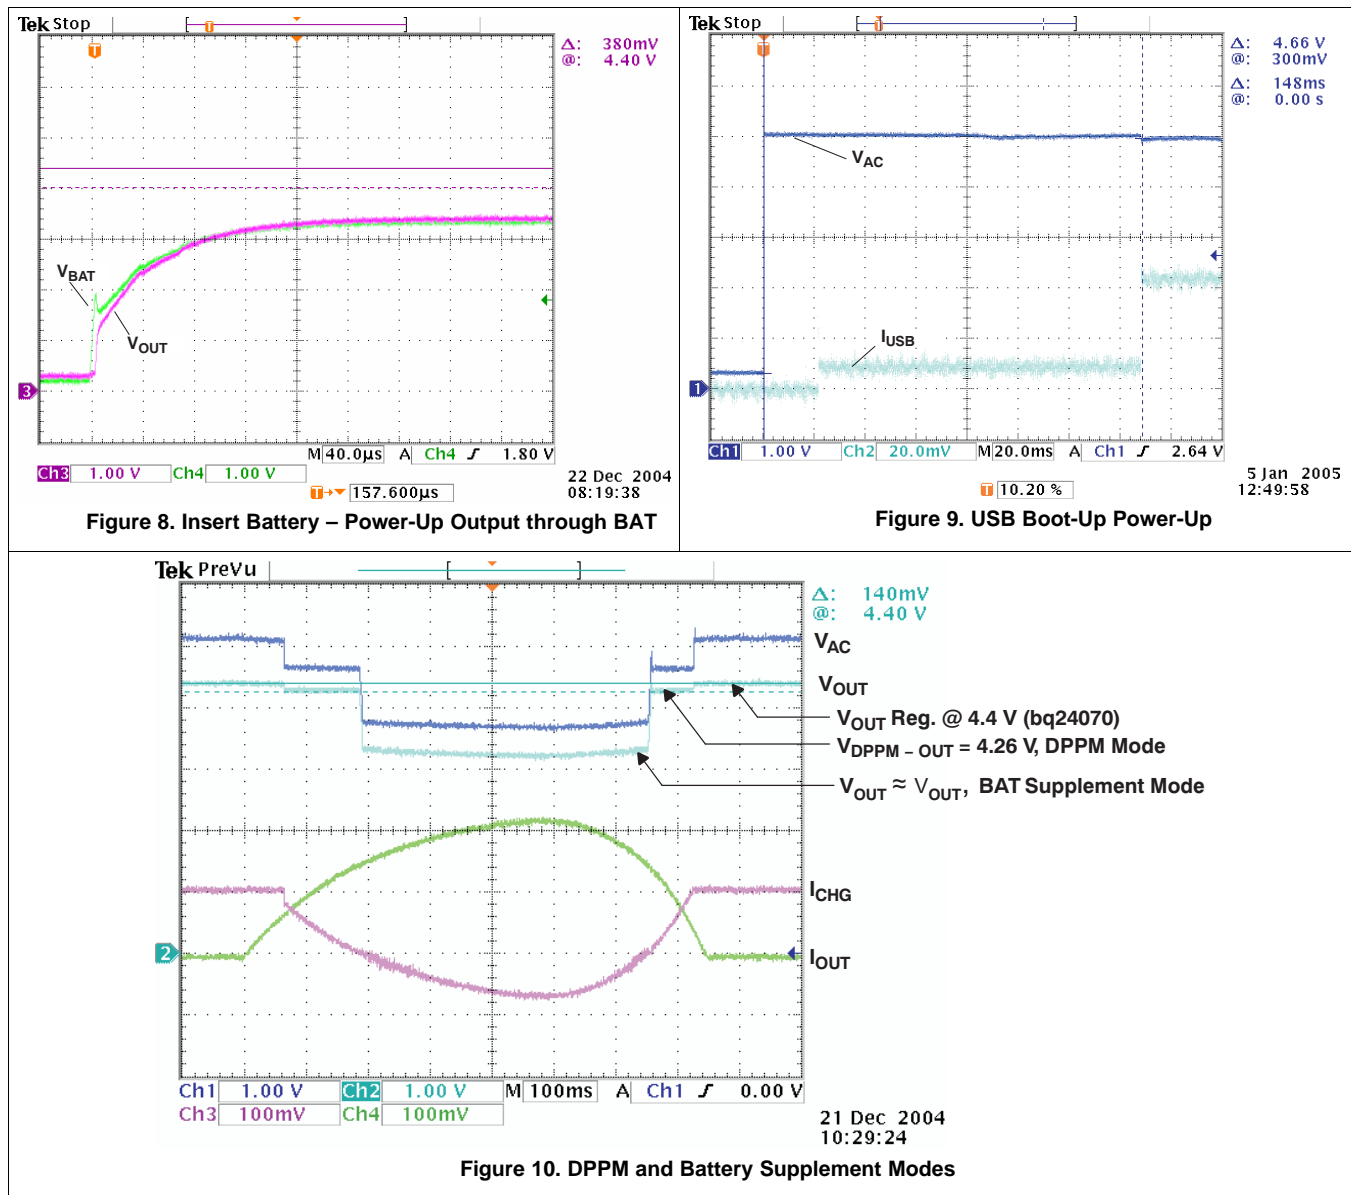 Tek Stop
T
T
Δ: 380mV
@: 4.40 V
VBAT
VOUT
3
M 40.0µs A Ch4 ƒ 1.80 V
Ch3 1.00 V Ch4 1.00 V
22 Dec 2004
08:19:38
T→▾ 157.600µs
Figure 8. Insert Battery – Power-Up Output through BAT
Tek Stop
T
T
Δ: 4.66 V
@: 300mV
Δ: 148ms
@: 0.00 s
VAC
IUSB
1
Ch1 1.00 V Ch2 20.0mV M 20.0ms A Ch1 ƒ 2.64 V
5 Jan 2005
12:49:58
T 10.20 %
Figure 9. USB Boot-Up Power-Up
Tek PreVu
Δ: 140mV
@: 4.40 V
VAC
VOUT
VOUT Reg. @ 4.4 V (bq24070)
VDPPM – OUT = 4.26 V, DPPM Mode
VOUT ≈ VOUT, BAT Supplement Mode
ICHG
2
IOUT
Ch1 1.00 V Ch2 1.00 V M 100ms A Ch1 ƒ 0.00 V
Ch3 100mV Ch4 100mV
21 Dec 2004
10:29:24
Figure 10. DPPM and Battery Supplement Modes